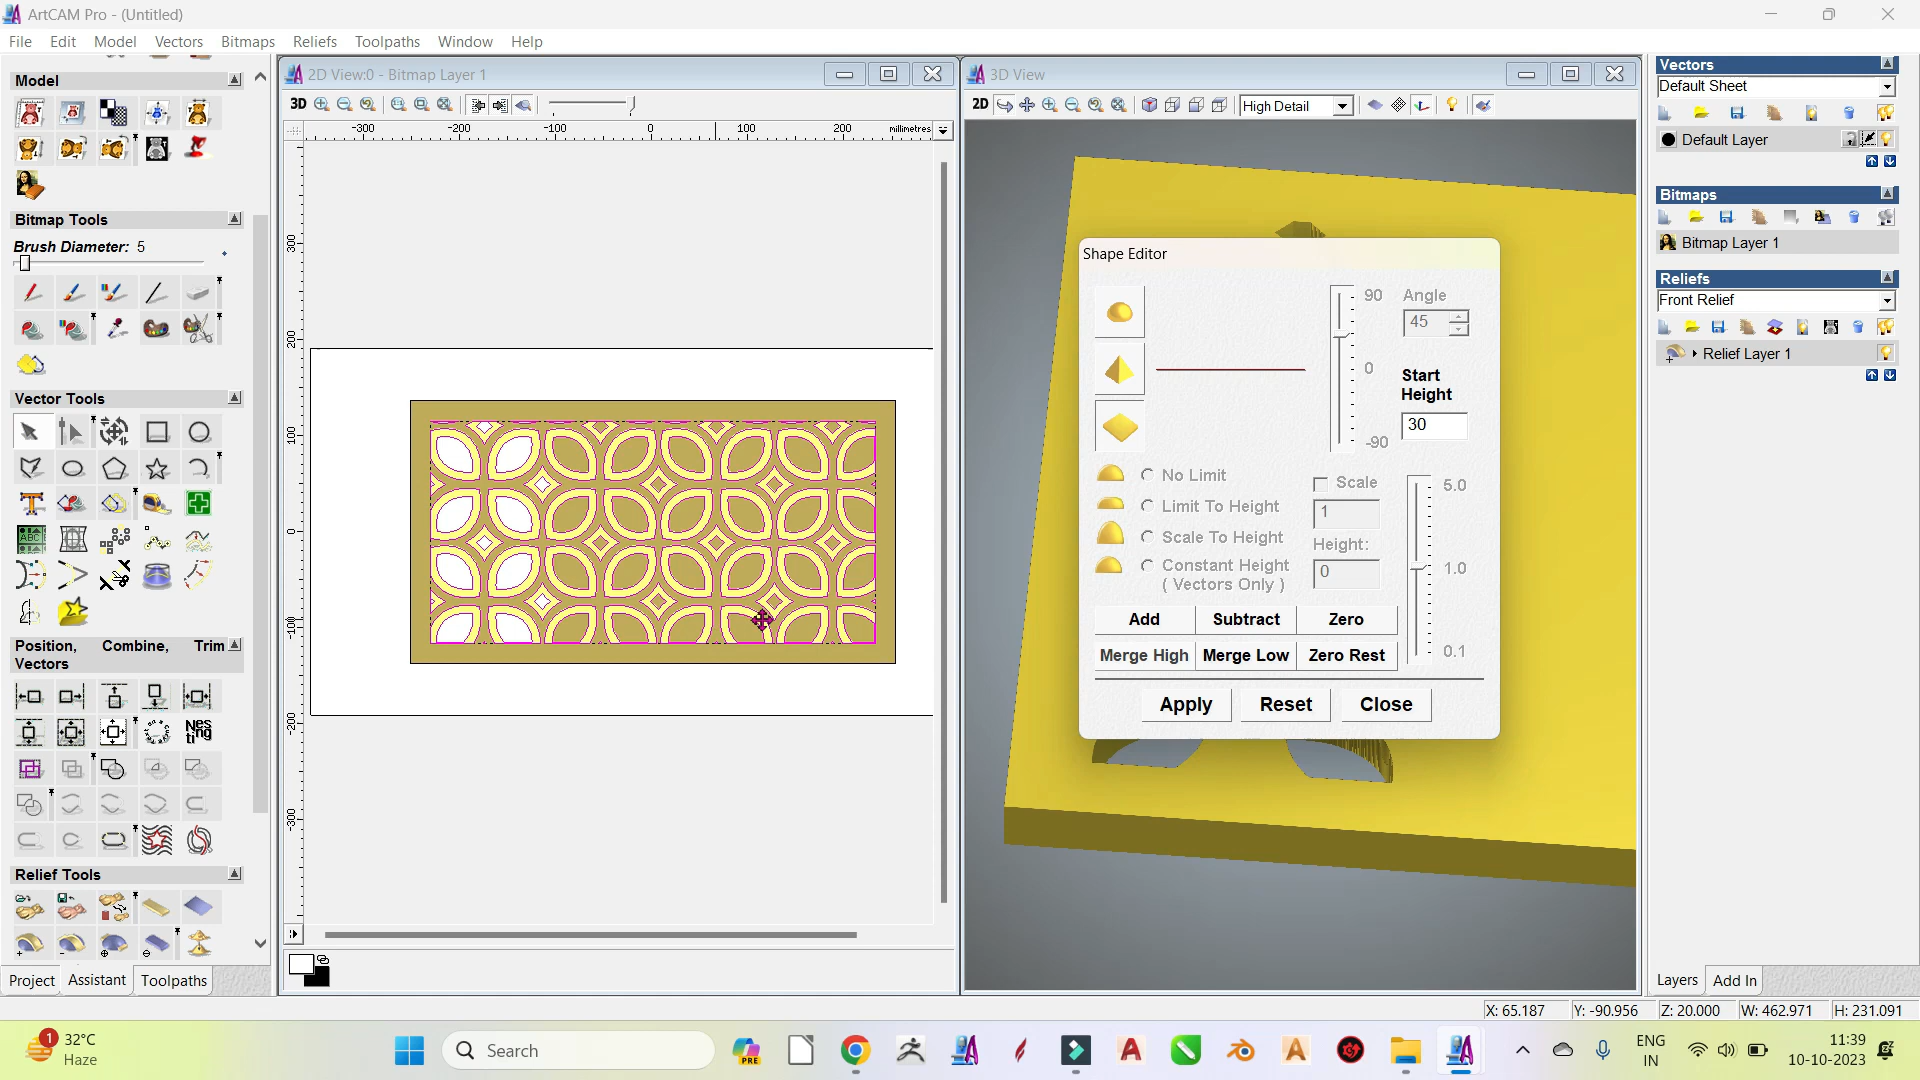 ArtCAM Pro - (Untitled)
File Edit Model Vectors Bitmaps Reliefs Toolpaths Window Help
Model
Bitmap Tools
Brush Diameter: 5
Vector Tools
Position, Combine, Trim
Vectors
Relief Tools
Project Assistant Toolpaths
2D View:0 - Bitmap Layer 1
3D
-300 -200 -100 0 100 200 millimetres
300
200
100
0
-100
-200
-300
3D View
2D High Detail
Shape Editor
90 Angle
45
0
Start
Height
30
-90
No Limit
Limit To Height
Scale To Height
Constant Height
( Vectors Only )
Scale
1
Height:
0
5.0
1.0
0.1
Add Subtract Zero
Merge High Merge Low Zero Rest
Apply Reset Close
Vectors
Default Sheet
Default Layer
Bitmaps
Bitmap Layer 1
Reliefs
Front Relief
Relief Layer 1
Layers Add In
X: 65.187 Y: -90.956 Z: 20.000 W: 462.971 H: 231.091
1
32°C
Haze
Search
PRE
ENG
IN
11:39
10-10-2023